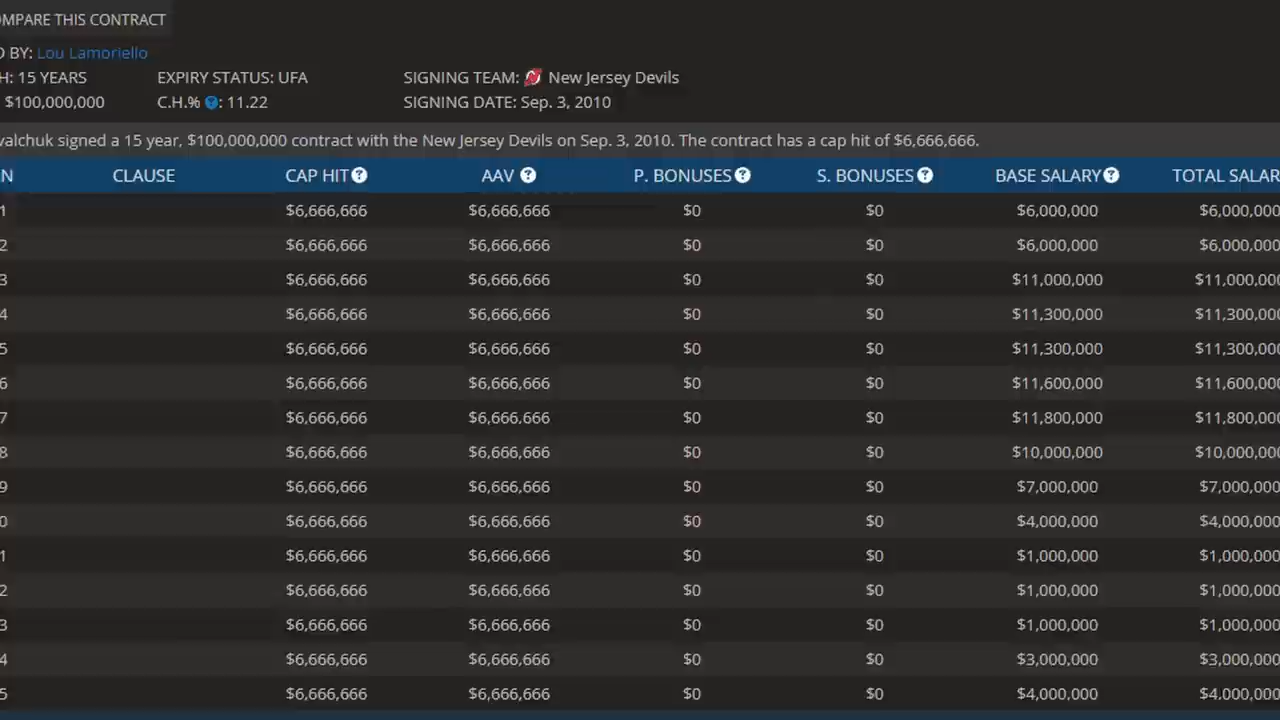 MPARE THIS CONTRACT
D BY: Lou Lamoriello
H: 15 YEARS EXPIRY STATUS: UFA SIGNING TEAM: New Jersey Devils
$100,000,000 C.H.% ?: 11.22 SIGNING DATE: Sep. 3, 2010
valchuk signed a 15 year, $100,000,000 contract with the New Jersey Devils on Sep. 3, 2010. The contract has a cap hit of $6,666,666.
N CLAUSE CAP HIT ? AAV ? P. BONUSES ? S. BONUSES ? BASE SALARY ? TOTAL SALAR
1 $6,666,666 $6,666,666 $0 $0 $6,000,000 $6,000,000
2 $6,666,666 $6,666,666 $0 $0 $6,000,000 $6,000,000
3 $6,666,666 $6,666,666 $0 $0 $11,000,000 $11,000,000
4 $6,666,666 $6,666,666 $0 $0 $11,300,000 $11,300,000
5 $6,666,666 $6,666,666 $0 $0 $11,300,000 $11,300,000
6 $6,666,666 $6,666,666 $0 $0 $11,600,000 $11,600,000
7 $6,666,666 $6,666,666 $0 $0 $11,800,000 $11,800,000
8 $6,666,666 $6,666,666 $0 $0 $10,000,000 $10,000,000
9 $6,666,666 $6,666,666 $0 $0 $7,000,000 $7,000,000
0 $6,666,666 $6,666,666 $0 $0 $4,000,000 $4,000,000
1 $6,666,666 $6,666,666 $0 $0 $1,000,000 $1,000,000
2 $6,666,666 $6,666,666 $0 $0 $1,000,000 $1,000,000
3 $6,666,666 $6,666,666 $0 $0 $1,000,000 $1,000,000
4 $6,666,666 $6,666,666 $0 $0 $3,000,000 $3,000,000
5 $6,666,666 $6,666,666 $0 $0 $4,000,000 $4,000,000